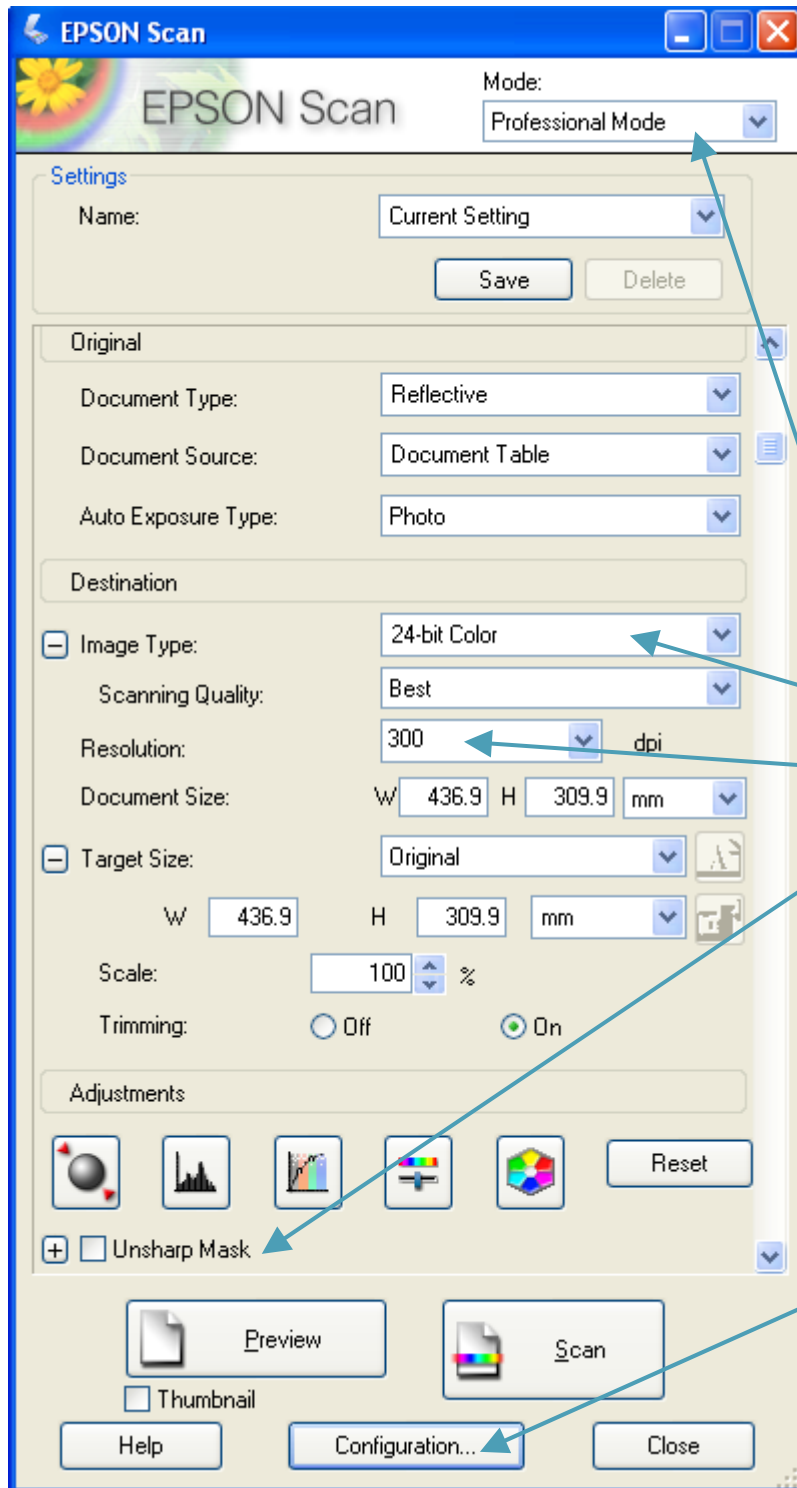 EPSON Scan
EPSON Scan
Mode:
Professional Mode
Settings
Name: Current Setting
Save Delete
Original
Document Type: Reflective
Document Source: Document Table
Auto Exposure Type: Photo
Destination
Image Type: 24-bit Color
Scanning Quality: Best
Resolution: 300 dpi
Document Size: W 436.9 H 309.9 mm
Target Size: Original
W 436.9 H 309.9 mm
Scale: 100 %
Trimming: Off On
Adjustments
Reset
Unsharp Mask
Preview Scan
Thumbnail
Help Configuration... Close